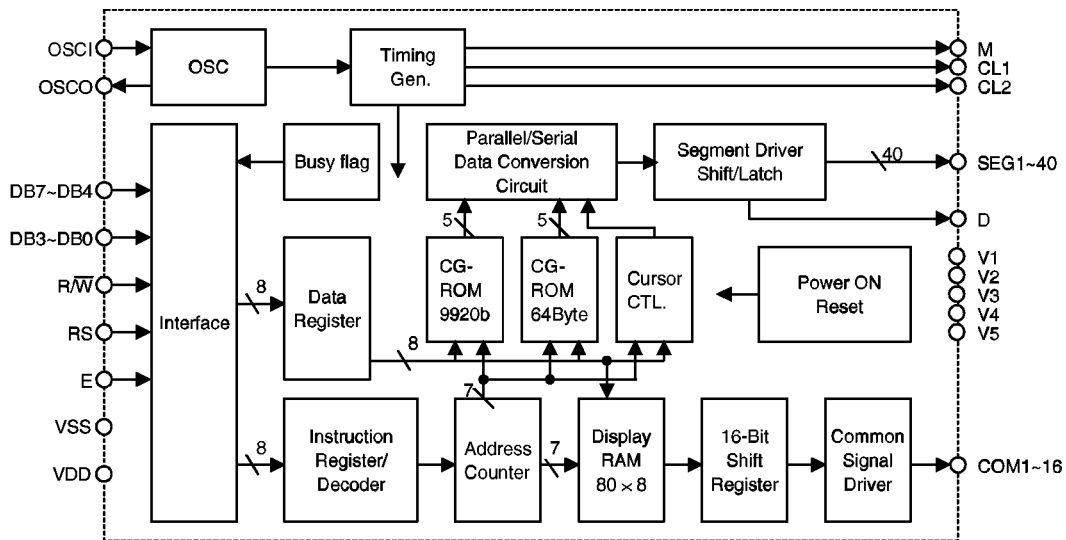 OSCI
OSCO
OSC
Timing
Gen.
M
CL1
CL2
Busy flag
Parallel/Serial
Data Conversion
Circuit
Segment Driver
Shift/Latch
40
SEG1~40
D
DB7~DB4
DB3~DB0
R/W̅
RS
E
VSS
VDD
Interface
8
Data
Register
8
5
CG-
ROM
9920b
5
CG-
ROM
64Byte
Cursor
CTL.
Power ON
Reset
V1
V2
V3
V4
V5
8
Instruction
Register/
Decoder
7
Address
Counter
7
Display
RAM
80 × 8
16-Bit
Shift
Register
Common
Signal
Driver
COM1~16